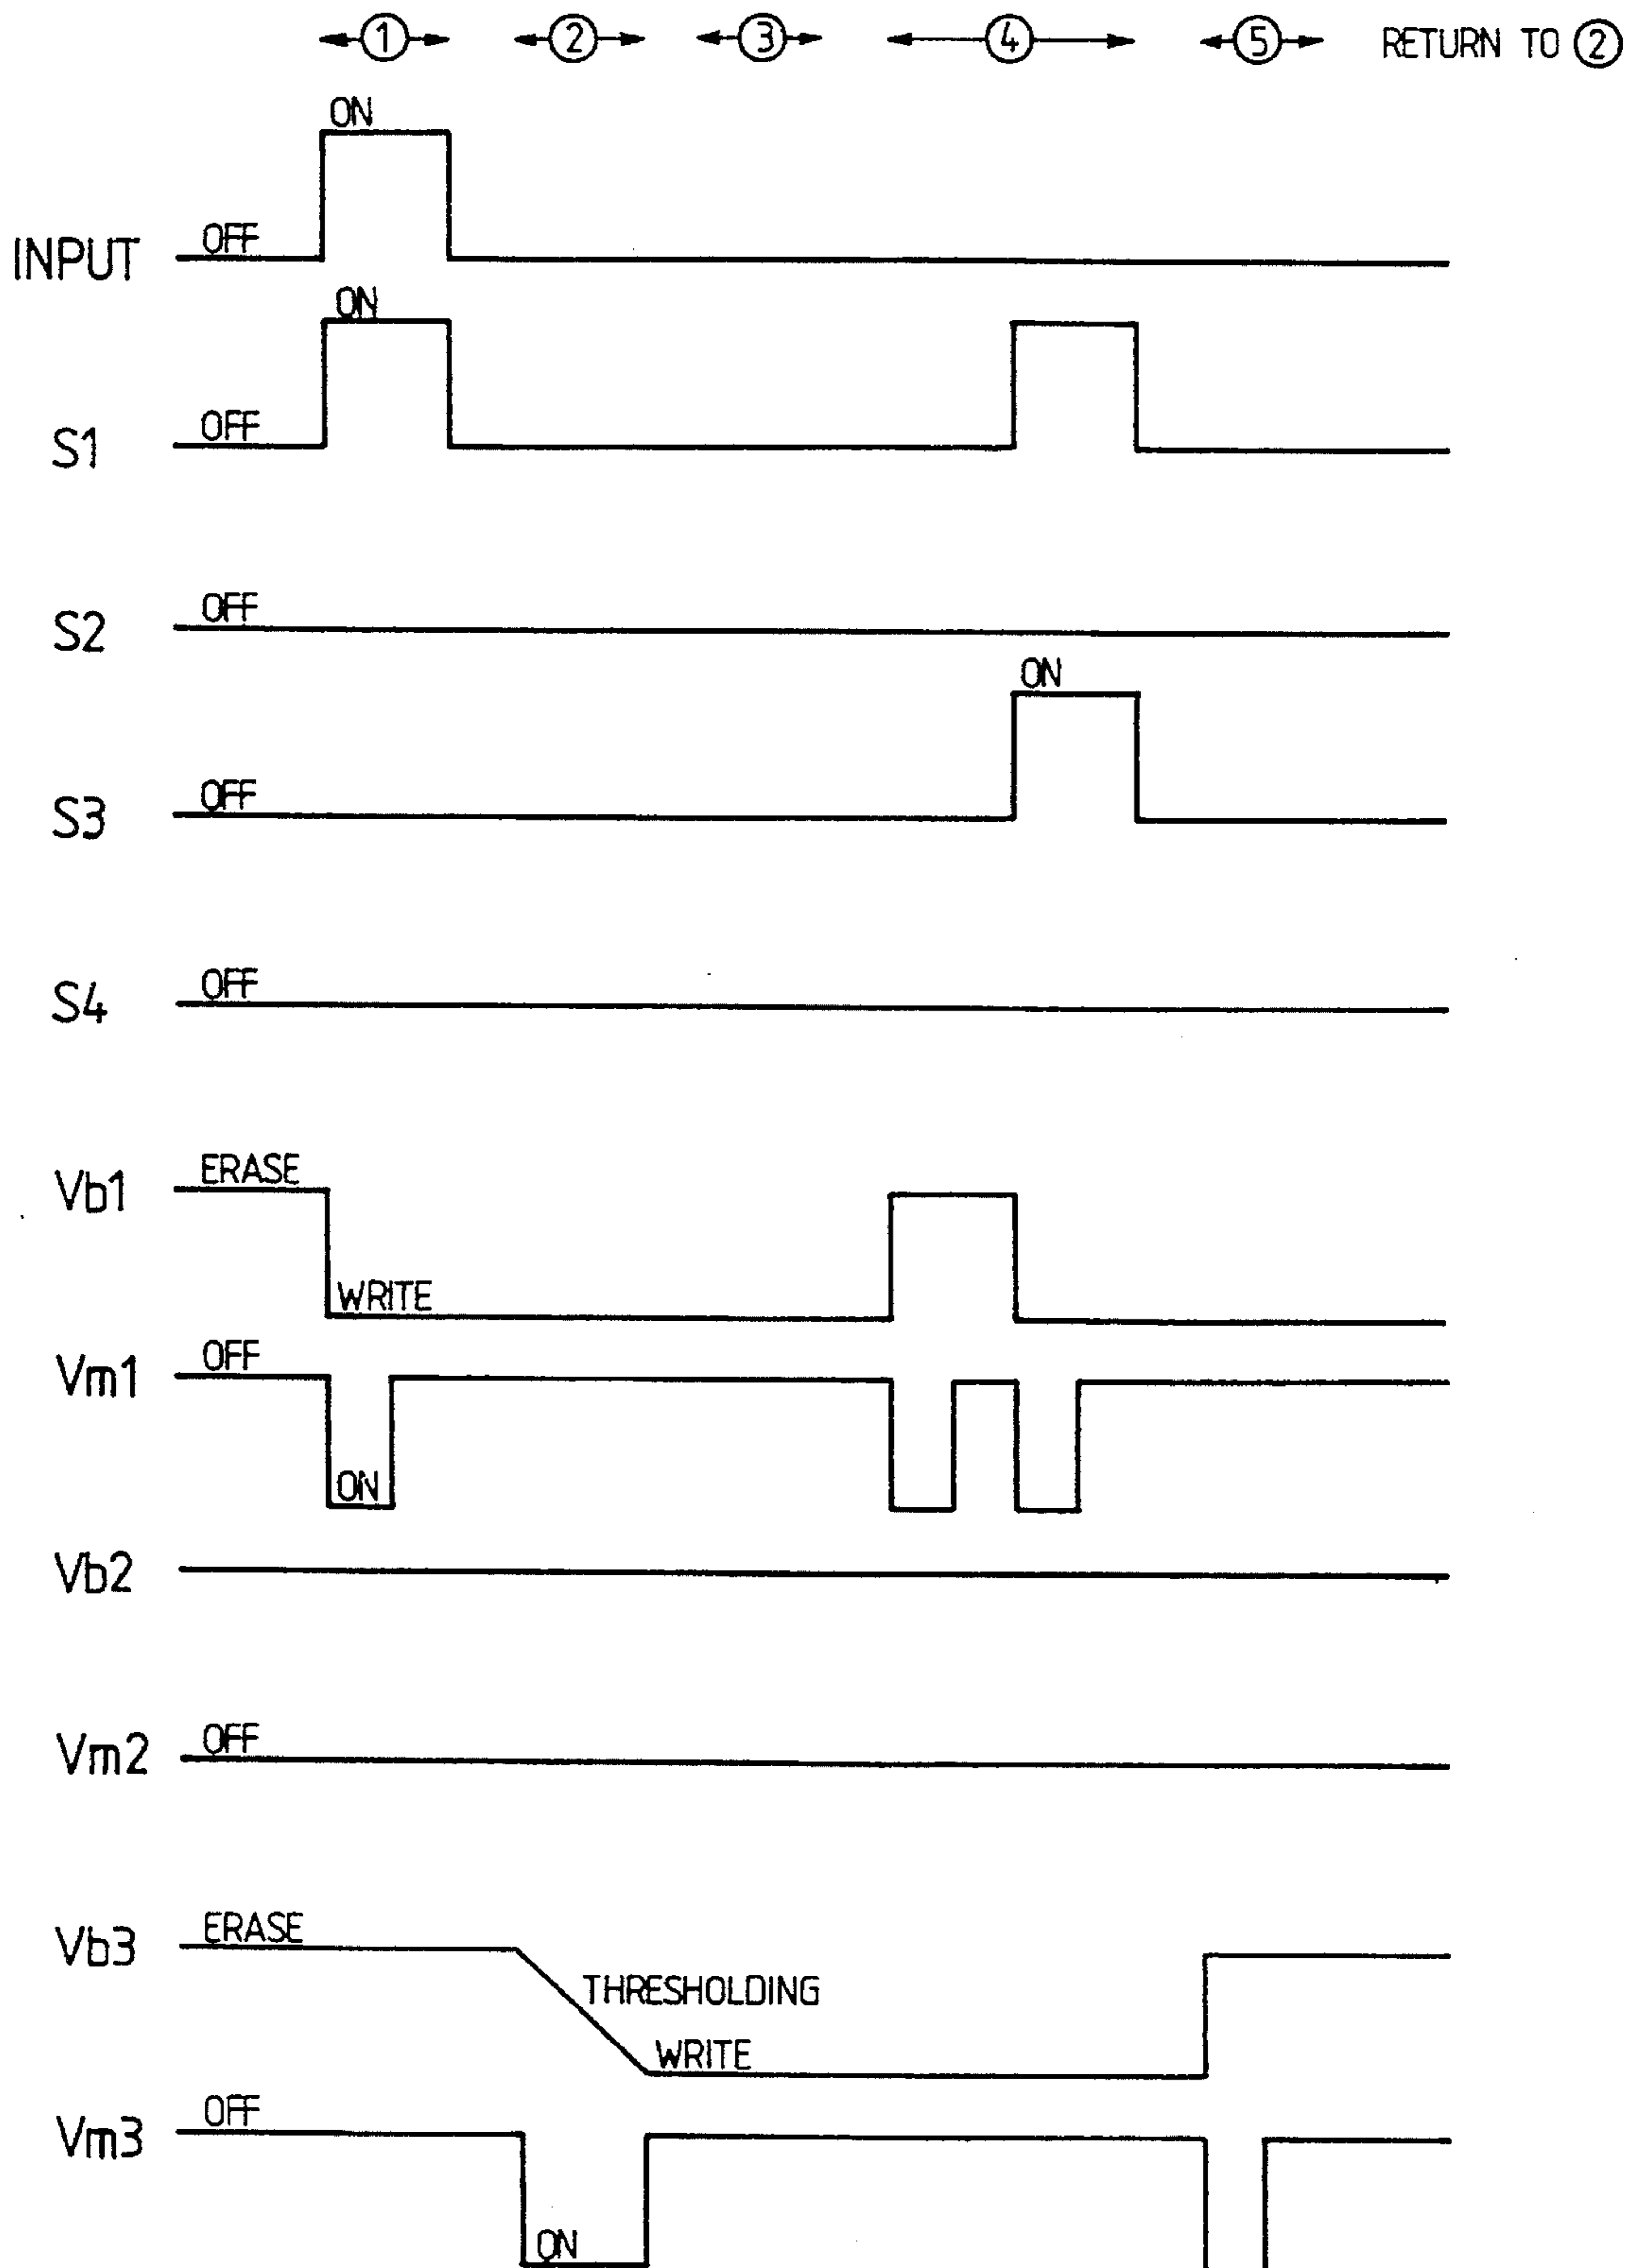 ① ② ③ ④ ⑤ RETURN TO ②
ON
INPUT OFF
ON
S1 OFF
S2 OFF
ON
S3 OFF
S4 OFF
Vb1 ERASE
WRITE
Vm1 OFF
ON
Vb2
Vm2 OFF
Vb3 ERASE
THRESHOLDING
WRITE
Vm3 OFF
ON